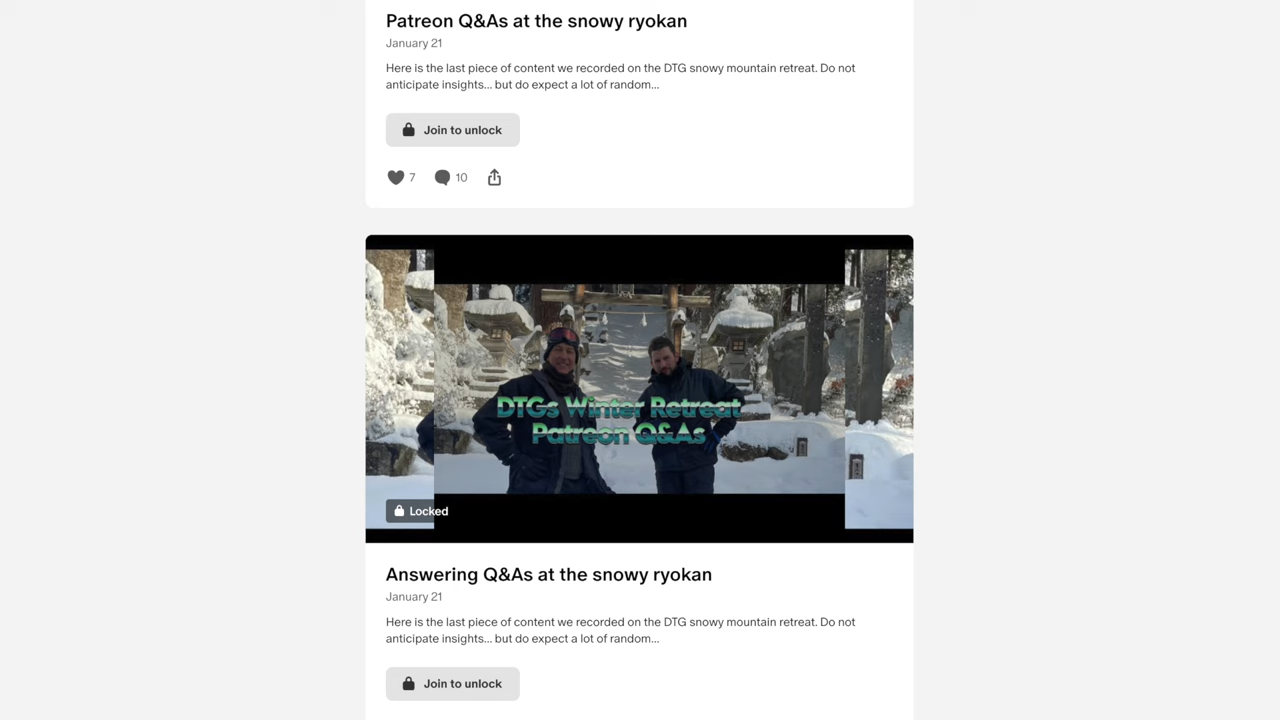 Patreon Q&As at the snowy ryokan
January 21
Here is the last piece of content we recorded on the DTG snowy mountain retreat. Do not
anticipate insights... but do expect a lot of random...
Join to unlock
7 10
DTGs Winter Retreat
Patreon Q&As
Locked
Answering Q&As at the snowy ryokan
January 21
Here is the last piece of content we recorded on the DTG snowy mountain retreat. Do not
anticipate insights... but do expect a lot of random...
Join to unlock